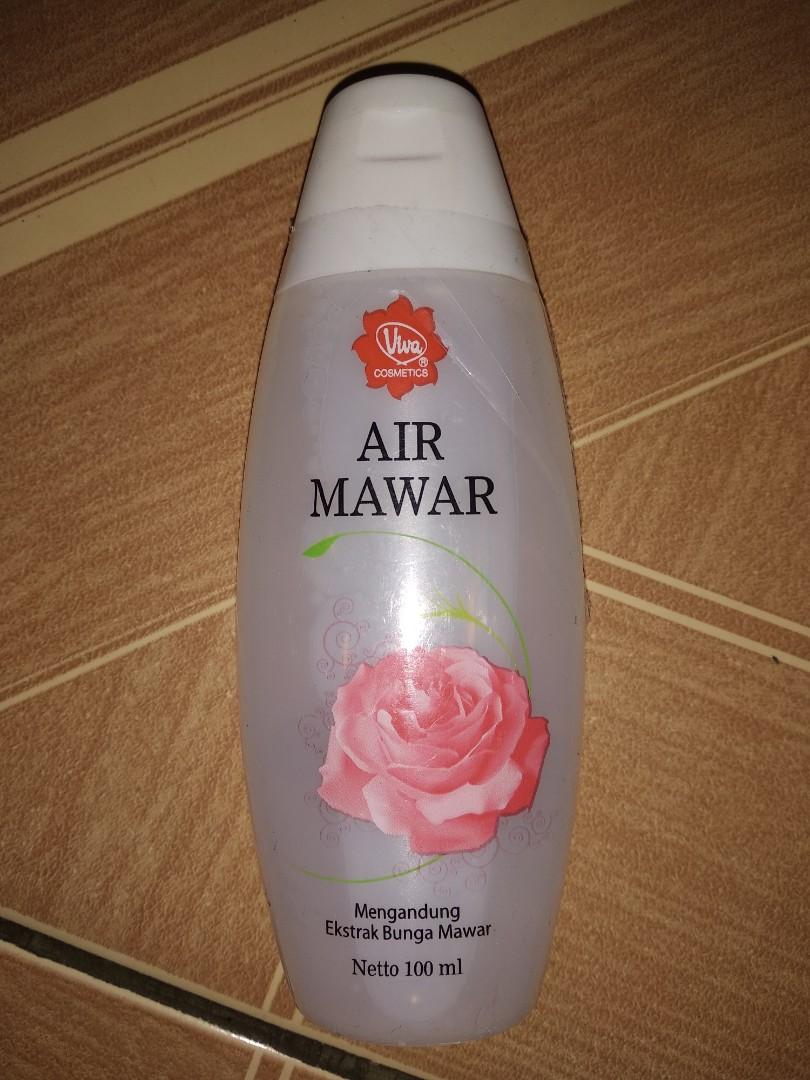 Viva
®
COSMETICS
AIR
MAWAR
Mengandung
Ekstrak Bunga Mawar
Netto 100 ml